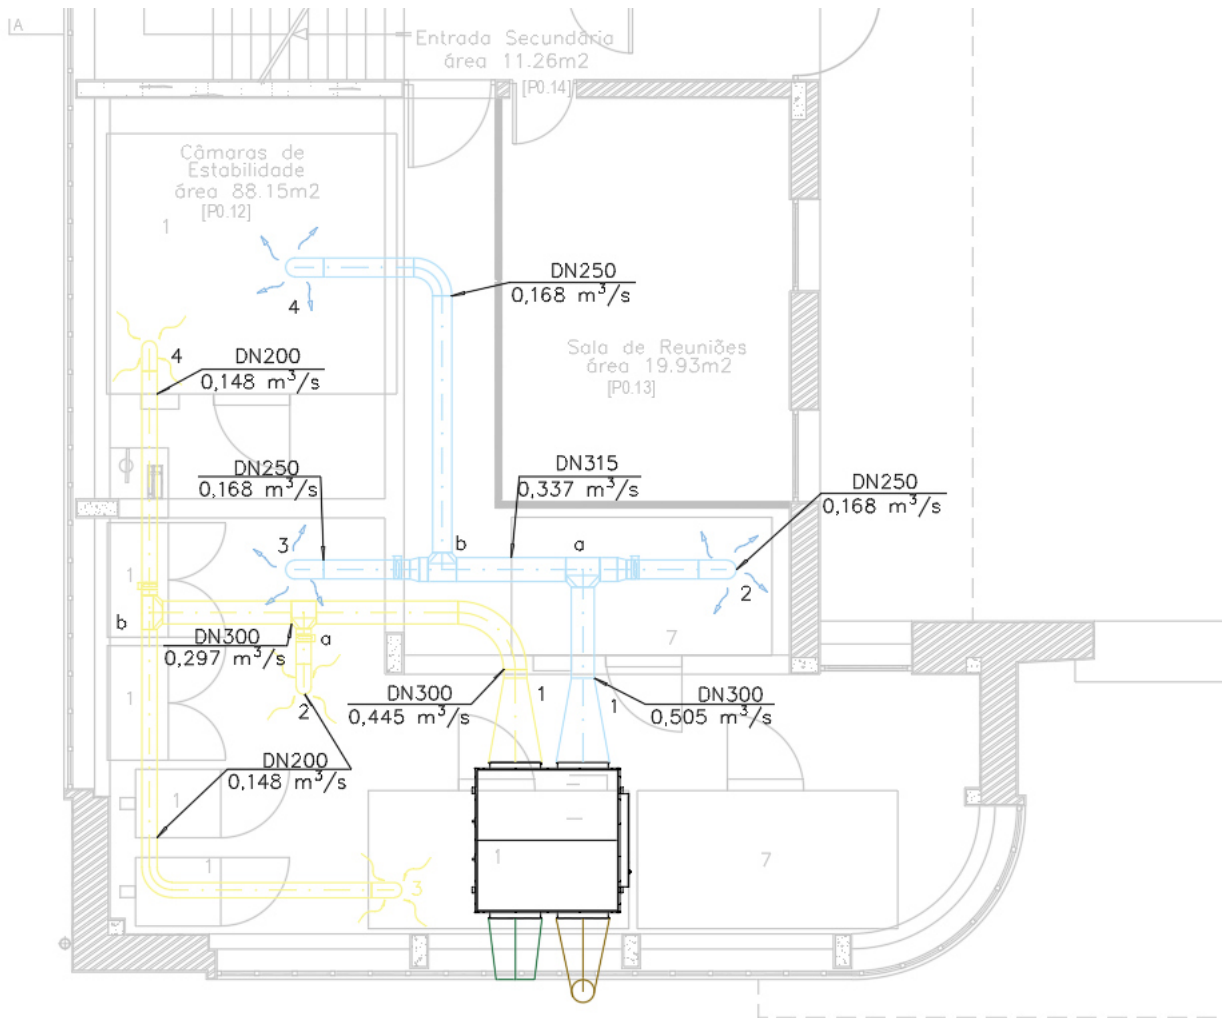 A
Entrada Secundária
área 11.26m2
[P0.14]
Câmaras de
Estabilidade
área 88.15m2
[P0.12]
1
4
DN250
0,168 m³/s
4
DN200
0,148 m³/s
Sala de Reuniões
área 19.93m2
[P0.13]
DN250
0,168 m³/s
DN315
0,337 m³/s
DN250
0,168 m³/s
3
b
a
1
2
b
DN300
0,297 m³/s
a
7
1
2
DN300
0,445 m³/s
1
1
DN300
0,505 m³/s
DN200
0,148 m³/s
1
1
3
1
7